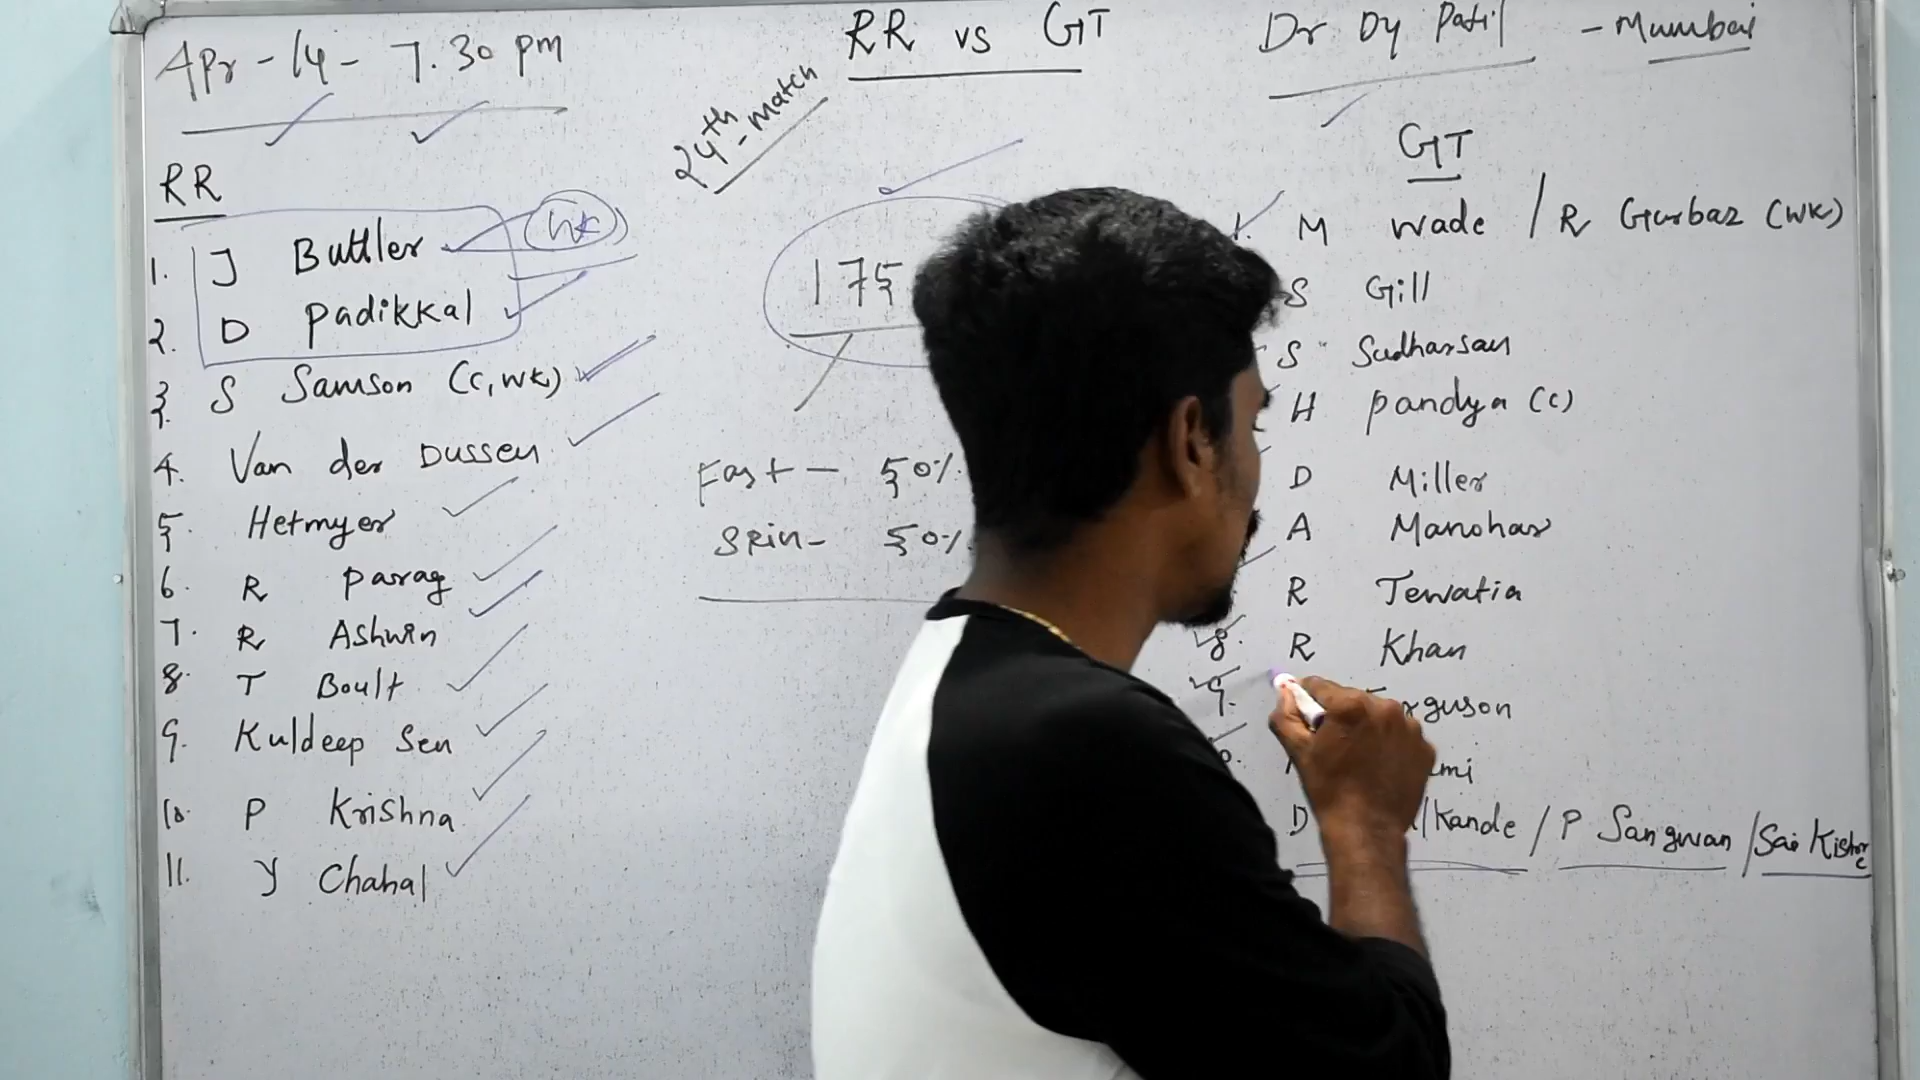 Apr - 14 - 7.30 pm
RR vs GT
Dr Dy Patil - Mumbai
24th - match
RR
1. J Buttler (wk)
2. D Padikkal
3. S Samson (c, wk)
4. Van der Dussen
5. Hetmyer
6. R Parag
7. R Ashwin
8. T Boult
9. Kuldeep Sen
10. P Krishna
11. Y Chahal
175
Fast - 50%
Spin - 50%
GT
1. M Wade / R Gurbaz (wk)
S Gill
S Sudharsan
H Pandya (c)
D Miller
A Manohar
R Tewatia
8. R Khan
9.
D / P Sangwan / Sai Kishore